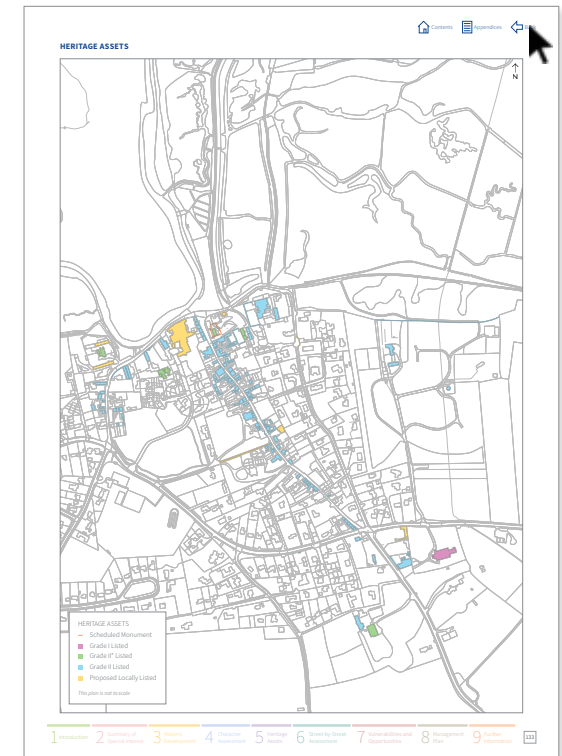 Contents
Appendices
HERITAGE ASSETS
N
HERITAGE ASSETS
Scheduled Monument
Grade I Listed
Grade II* Listed
Grade II Listed
Proposed Locally Listed
This plan is not to scale
1 Introduction
2 Summary of
Special Interest
3
4 Character
Assessment
5 Heritage
Assets
6 Street-by-Street
Assessment
7 Vulnerabilities and
Opportunities
8 Management
Plan
9 Further
Information
133